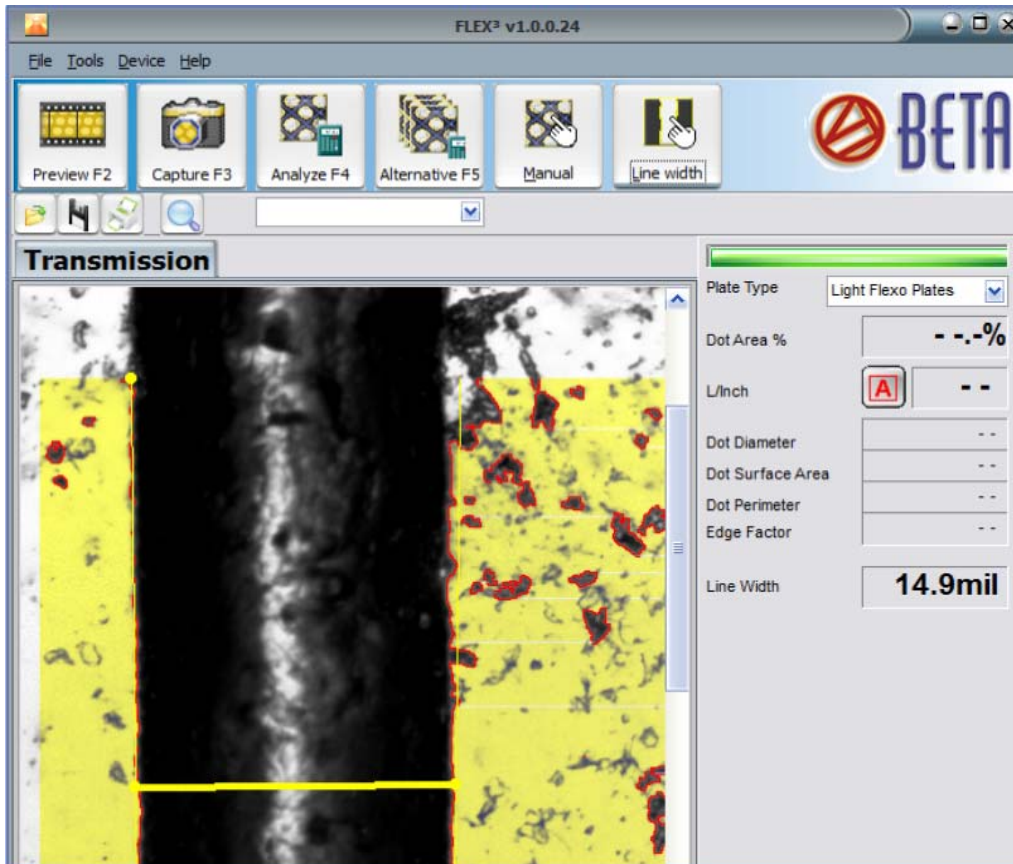 FLEX³ v1.0.0.24
File Tools Device Help
Preview F2 Capture F3 Analyze F4 Alternative F5 Manual Line width
BETA
Transmission
Plate Type Light Flexo Plates
Dot Area % - -.-%
L/Inch A - -
Dot Diameter - -
Dot Surface Area - -
Dot Perimeter - -
Edge Factor - -
Line Width 14.9mil